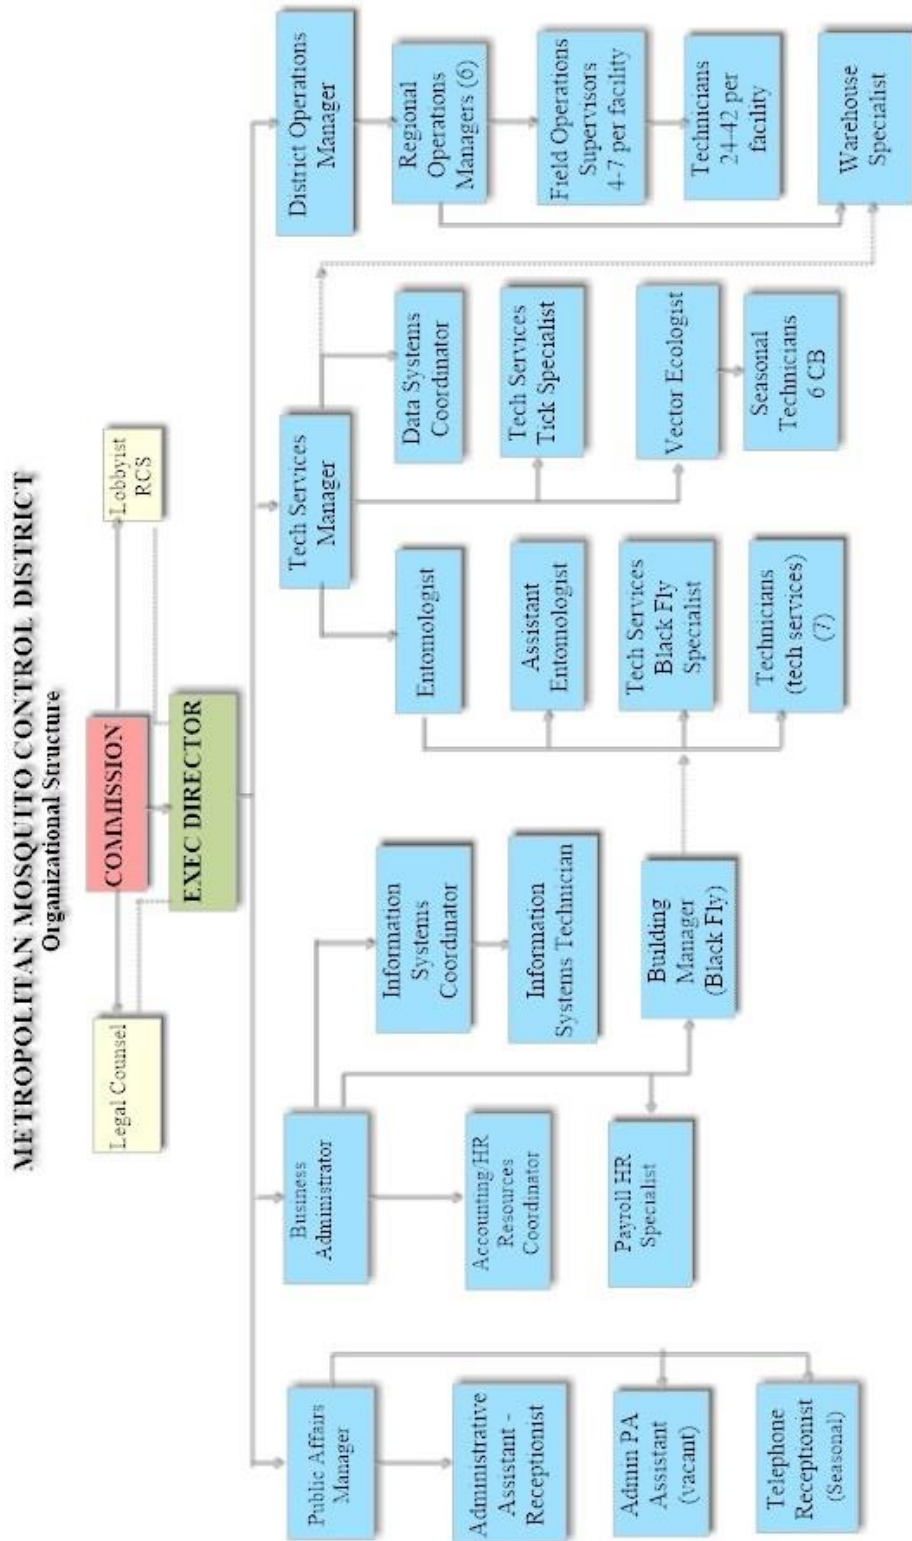 METROPOLITAN MOSQUITO CONTROL DISTRICT
Organizational Structure
COMMISSION
Legal Counsel
Lobbyist
RCS
EXEC DIRECTOR
Public Affairs
Manager
Administrative
Assistant -
Receptionist
Admin PA
Assistant
(vacant)
Telephone
Receptionist
(Seasonal)
Business
Administrator
Accounting/HR
Resources
Coordinator
Payroll HR
Specialist
Information
Systems
Coordinator
Information
Systems Technician
Building
Manager
(Black Fly)
Tech Services
Manager
Entomologist
Assistant
Entomologist
Tech Services
Black Fly
Specialist
Technicians
(tech services)
(7)
Data Systems
Coordinator
Tech Services
Tick Specialist
Vector Ecologist
Seasonal
Technicians
6 CB
District Operations
Manager
Regional
Operations
Managers (6)
Field Operations
Supervisors
4-7 per facility
Technicians
24-42 per
facility
Warehouse
Specialist